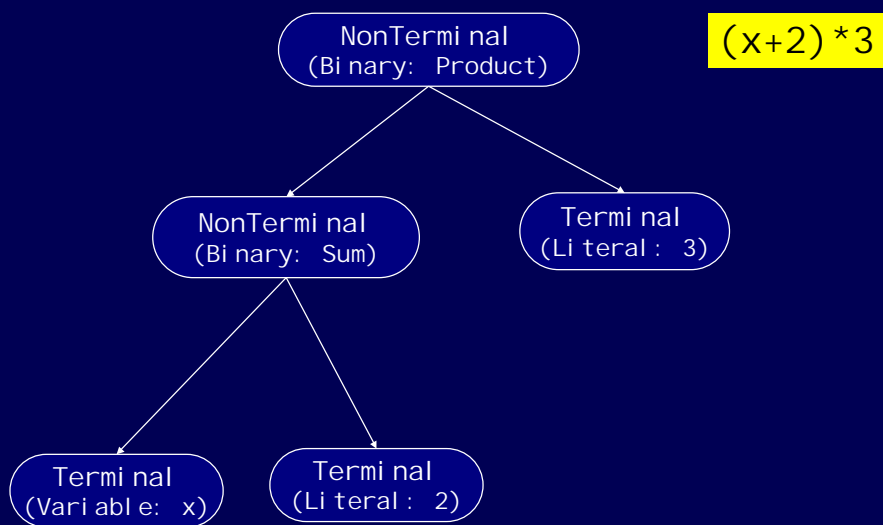 NonTerminal
(Binary: Product)
(x+2)*3
NonTerminal
(Binary: Sum)
Terminal
(Literal: 3)
Terminal
(Variable: x)
Terminal
(Literal: 2)